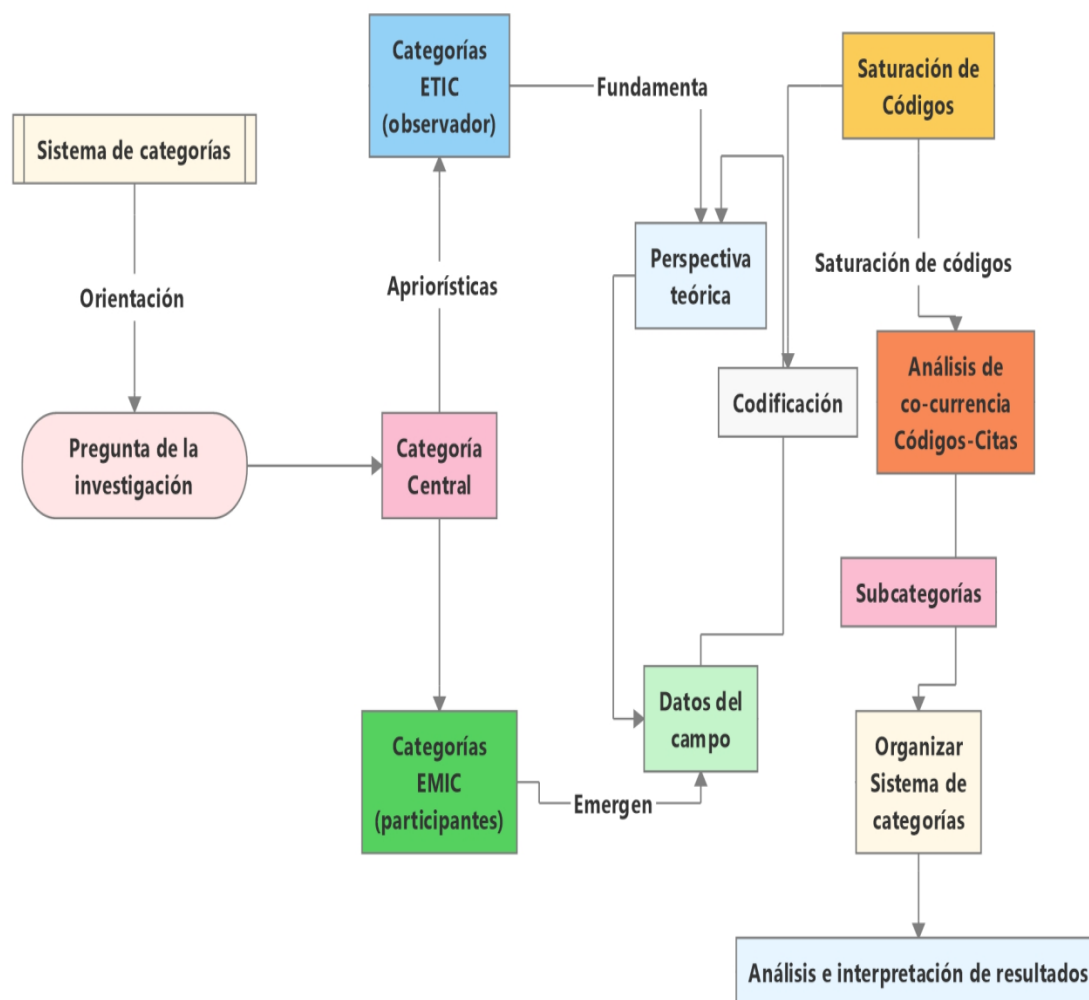 Sistema de categorías
Orientación
Pregunta de la
investigación
Categorías
ETIC
(observador)
Apriorísticas
Categoría
Central
Categorías
EMIC
(participantes)
Fundamenta
Perspectiva
teórica
Codificación
Datos del
campo
Emergen
Saturación de
Códigos
Saturación de códigos
Análisis de
co-currencia
Códigos-Citas
Subcategorías
Organizar
Sistema de
categorías
Análisis e interpretación de resultados